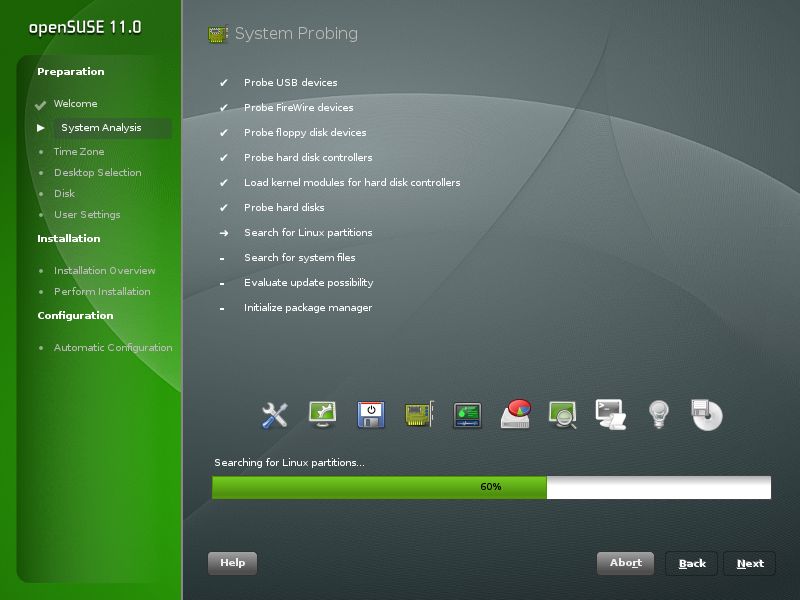 openSUSE 11.0
Preparation
Welcome
System Analysis
Time Zone
Desktop Selection
Disk
User Settings
Installation
Installation Overview
Perform Installation
Configuration
Automatic Configuration
System Probing
Probe USB devices
Probe FireWire devices
Probe floppy disk devices
Probe hard disk controllers
Load kernel modules for hard disk controllers
Probe hard disks
Search for Linux partitions
Search for system files
Evaluate update possibility
Initialize package manager
Searching for Linux partitions...
60%
Help
Abort
Back
Next